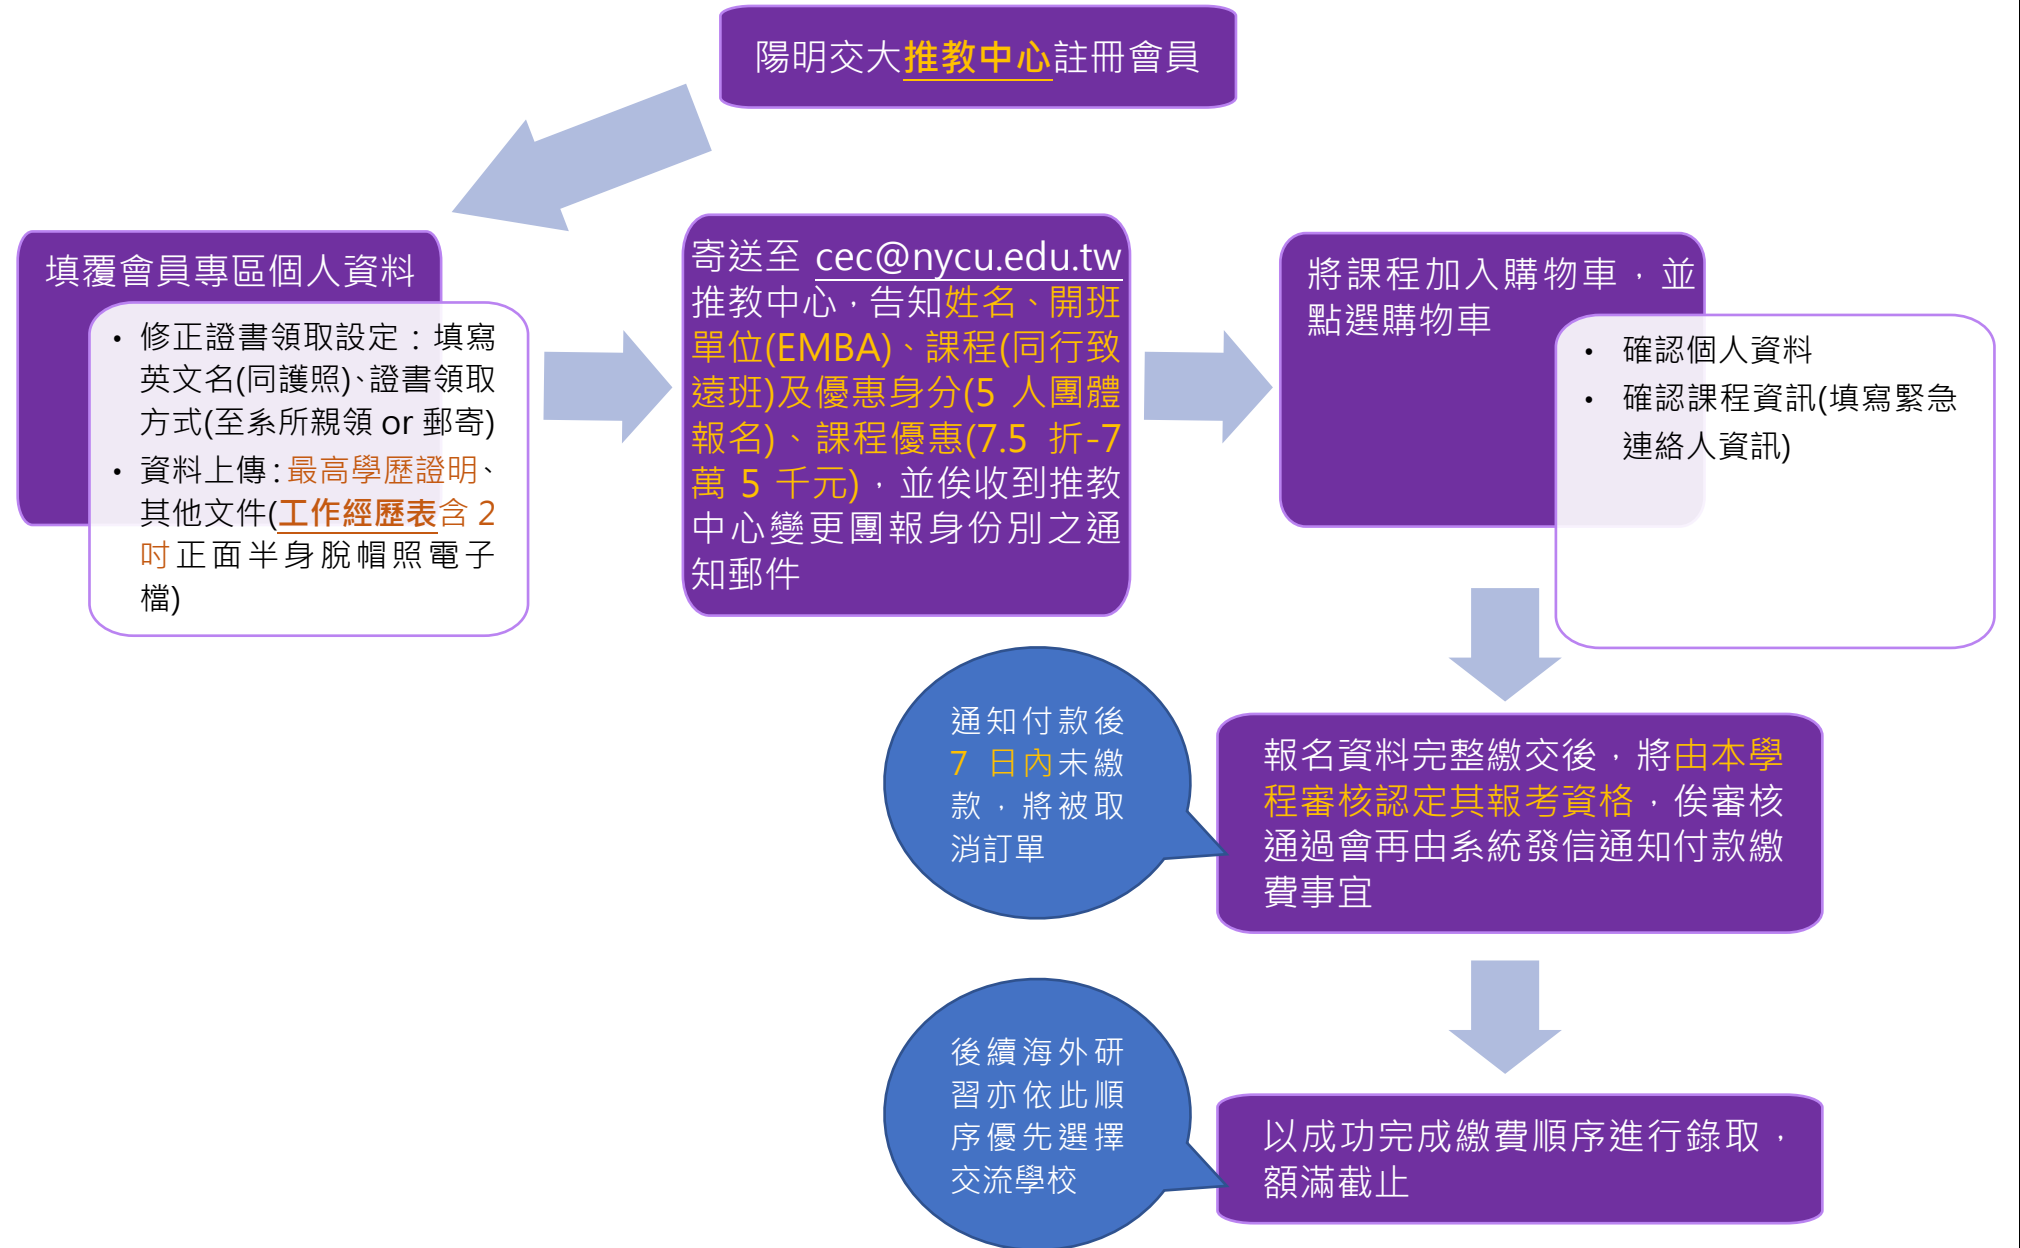 陽明交大推教中心註冊會員
填覆會員專區個人資料
• 修正證書領取設定：填寫
英文名(同護照)、證書領取
方式(至系所親領 or 郵寄)
• 資料上傳：最高學歷證明、
其他文件(工作經歷表含 2
吋正面半身脫帽照電子
檔)
寄送至 cec@nycu.edu.tw
推教中心，告知姓名、開班
單位(EMBA)、課程(同行致
遠班)及優惠身分(5 人團體
報名)、課程優惠(7.5 折-7
萬 5 千元)，並俟收到推教
中心變更團報身份別之通
知郵件
將課程加入購物車，並
點選購物車
• 確認個人資料
• 確認課程資訊(填寫緊急
連絡人資訊)
通知付款後
7 日內未繳
款，將被取
消訂單
報名資料完整繳交後，將由本學
程審核認定其報考資格，俟審核
通過會再由系統發信通知付款繳
費事宜
後續海外研
習亦依此順
序優先選擇
交流學校
以成功完成繳費順序進行錄取，
額滿截止